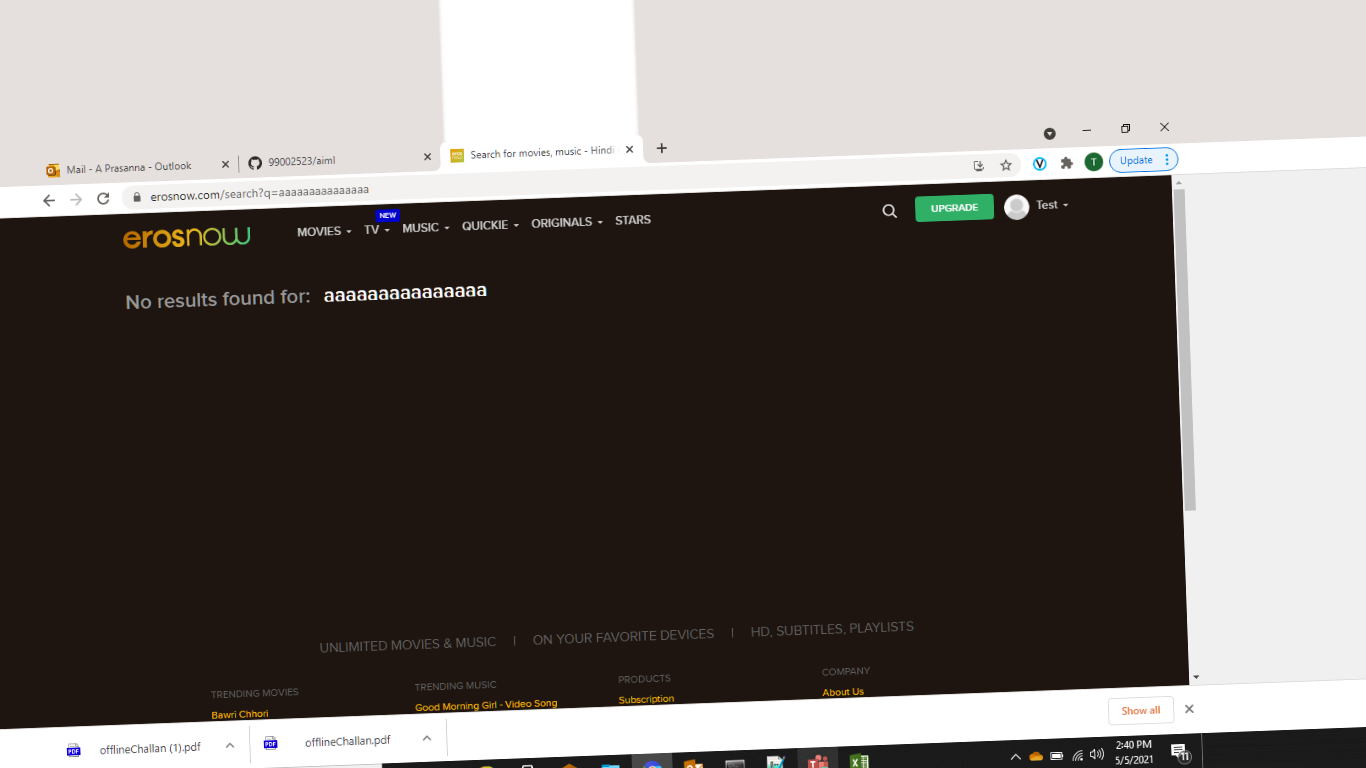 Mail - A Prasanna - Outlook
99002523/aiml
Search for movies, music - Hindi
erosnow.com/search?q=aaaaaaaaaaaaaaa
T
Update
erosnow
MOVIES
NEW
TV
MUSIC
QUICKIE
ORIGINALS
STARS
UPGRADE
Test
No results found for: aaaaaaaaaaaaaaa
UNLIMITED MOVIES & MUSIC | ON YOUR FAVORITE DEVICES | HD, SUBTITLES, PLAYLISTS
TRENDING MOVIES
Bawri Chhori
TRENDING MUSIC
Good Morning Girl - Video Song
PRODUCTS
Subscription
COMPANY
About Us
PDF
offlineChallan (1).pdf
PDF
offlineChallan.pdf
Show all
2:40 PM
5/5/2021
11